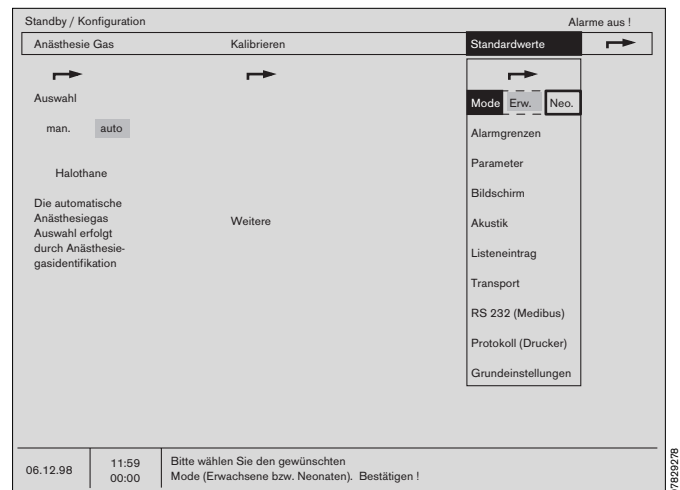 Standby / Konfiguration Alarme aus !
Anästhesie Gas Kalibrieren Standardwerte
Auswahl
man. auto
Halothane
Die automatische
Anästhesiegas
Auswahl erfolgt
durch Anästhesie-
gasidentifikation
Weitere
Mode Erw. Neo.
Alarmgrenzen
Parameter
Bildschirm
Akustik
Listeneintrag
Transport
RS 232 (Medibus)
Protokoll (Drucker)
Grundeinstellungen
06.12.98
11:59
00:00
Bitte wählen Sie den gewünschten
Mode (Erwachsene bzw. Neonaten). Bestätigen !
07829278